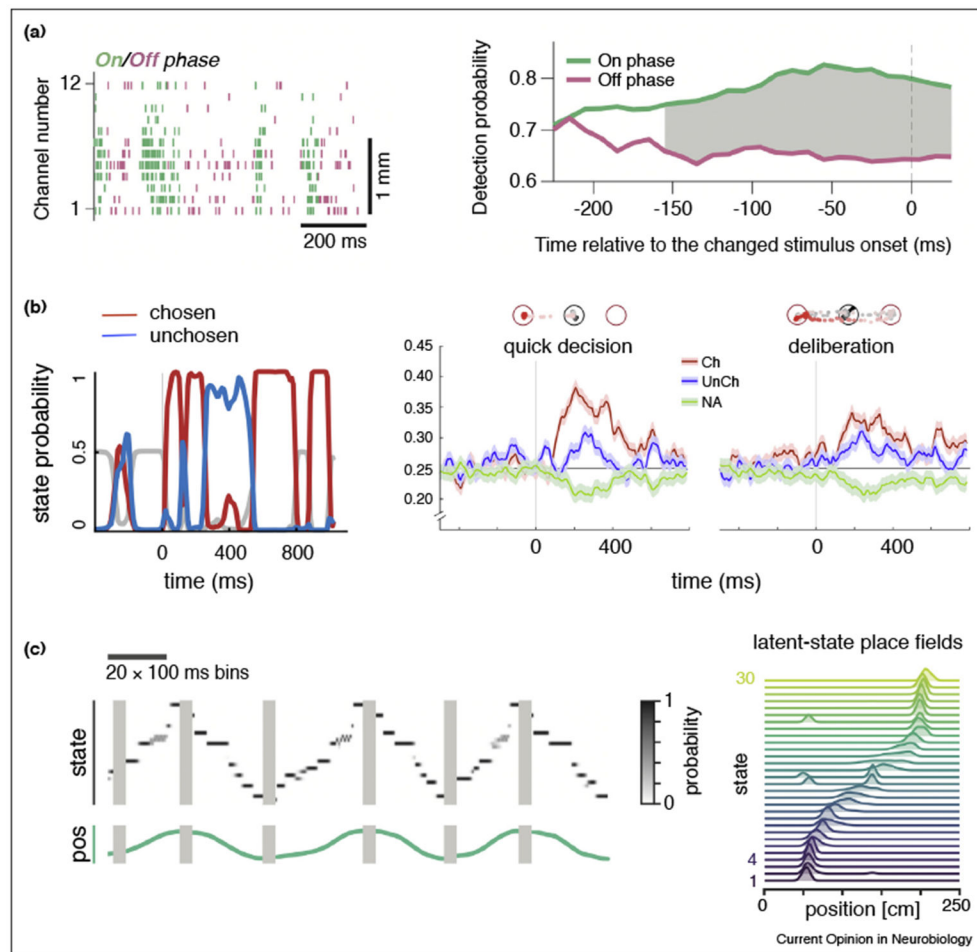 (a)
On/Off phase
12
Channel number
1
1 mm
200 ms
On phase
Off phase
Detection probability
0.8
0.7
0.6
-200 -150 -100 -50 0
Time relative to the changed stimulus onset (ms)
(b)
chosen
unchosen
state probability
1
0.5
0
0 400 800
time (ms)
quick decision
deliberation
0.45
0.40
0.35
0.30
0.25
0.20
Ch
UnCh
NA
0 400
0 400
time (ms)
(c)
20 × 100 ms bins
state
pos
1
0
probability
latent-state place fields
30
state
4
1
0 250
position [cm]
Current Opinion in Neurobiology